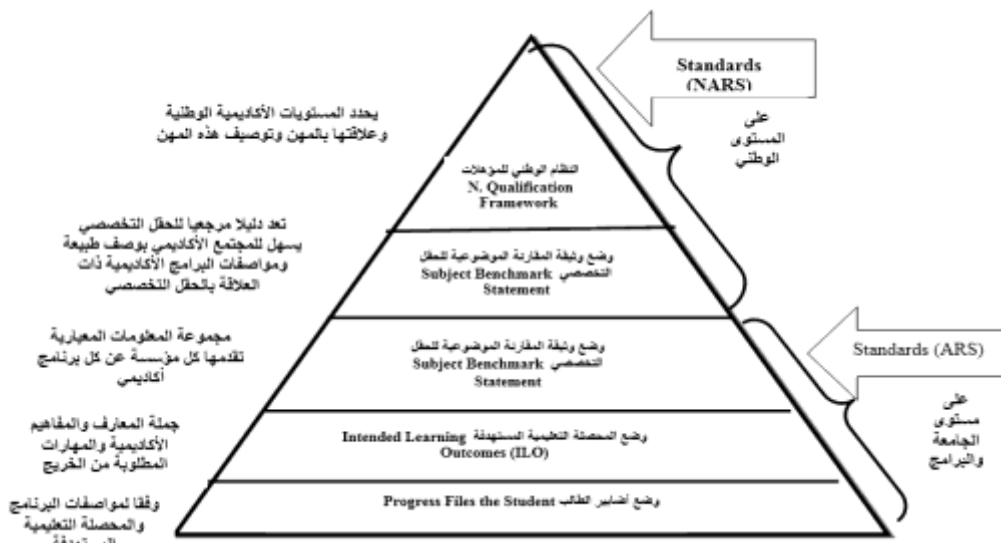 Standards
(NARS)
على
المستوى
الوطني
يحدد المستويات الأكاديمية الوطنية
وعلاقتها بالمهن وتوصيف هذه المهن
النظام الوطني للمؤهلات
N. Qualification
Framework
تعد دليلا مرجعيا للحقل التخصصي
يسهل للمجتمع الأكاديمي بوصف طبيعة
ومواصفات البرامج الأكاديمية ذات
العلاقة بالحقل التخصصي
وضع وثيقة المقارنة الموضوعية للحقل
التخصصي Subject Benchmark
Statement
مجموعة المعلومات المعيارية
تقدمها كل مؤسسة عن كل برنامج
أكاديمي
وضع وثيقة المقارنة الموضوعية للحقل
التخصصي Subject Benchmark
Statement
Standards (ARS)
على
مستوى
الجامعة
والبرامج
جملة المعارف والمفاهيم
الأكاديمية والمهارات
المطلوبة من الخريج
وضع المحصلة التعليمية المستهدفة Intended Learning
Outcomes (ILO)
وفقا لمواصفات البرنامج
والمحصلة التعليمية
وضع أضابير الطالب Progress Files the Student